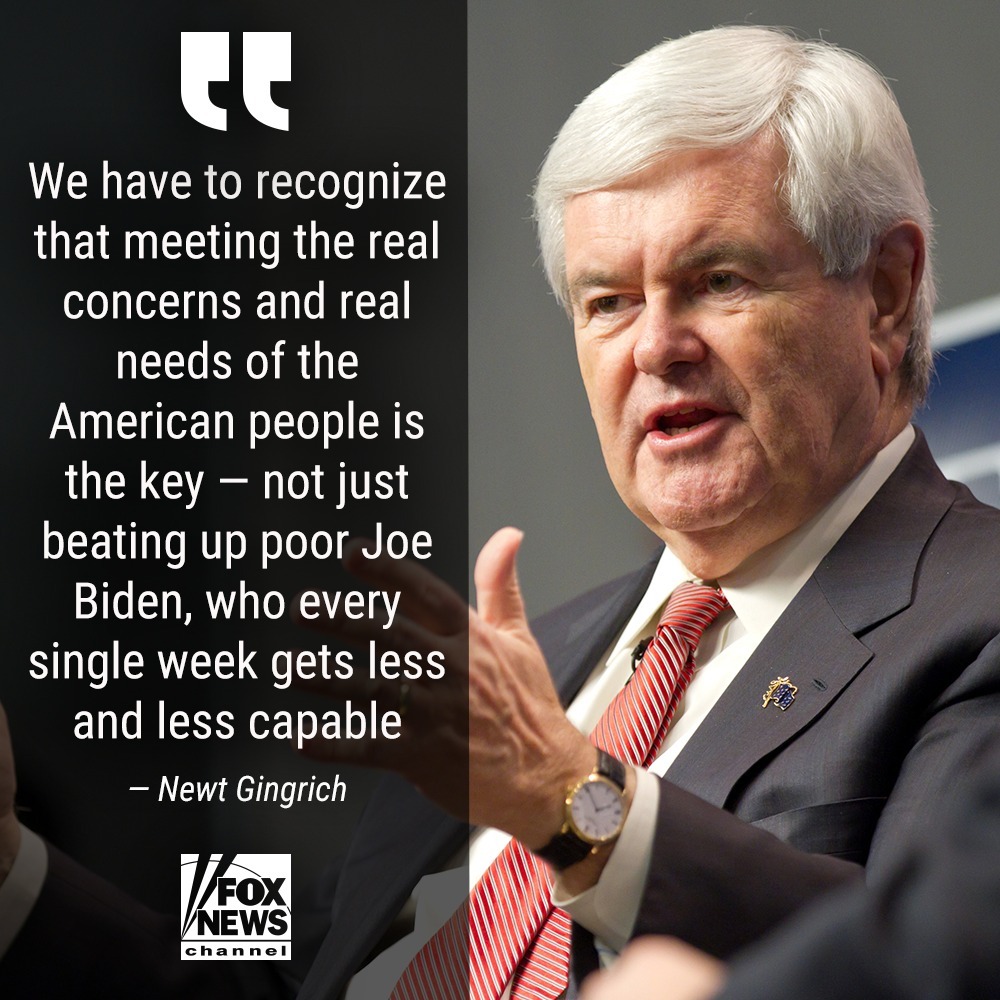 We have to recognize
that meeting the real
concerns and real
needs of the
American people is
the key — not just
beating up poor Joe
Biden, who every
single week gets less
and less capable
— Newt Gingrich
FOX
NEWS
channel